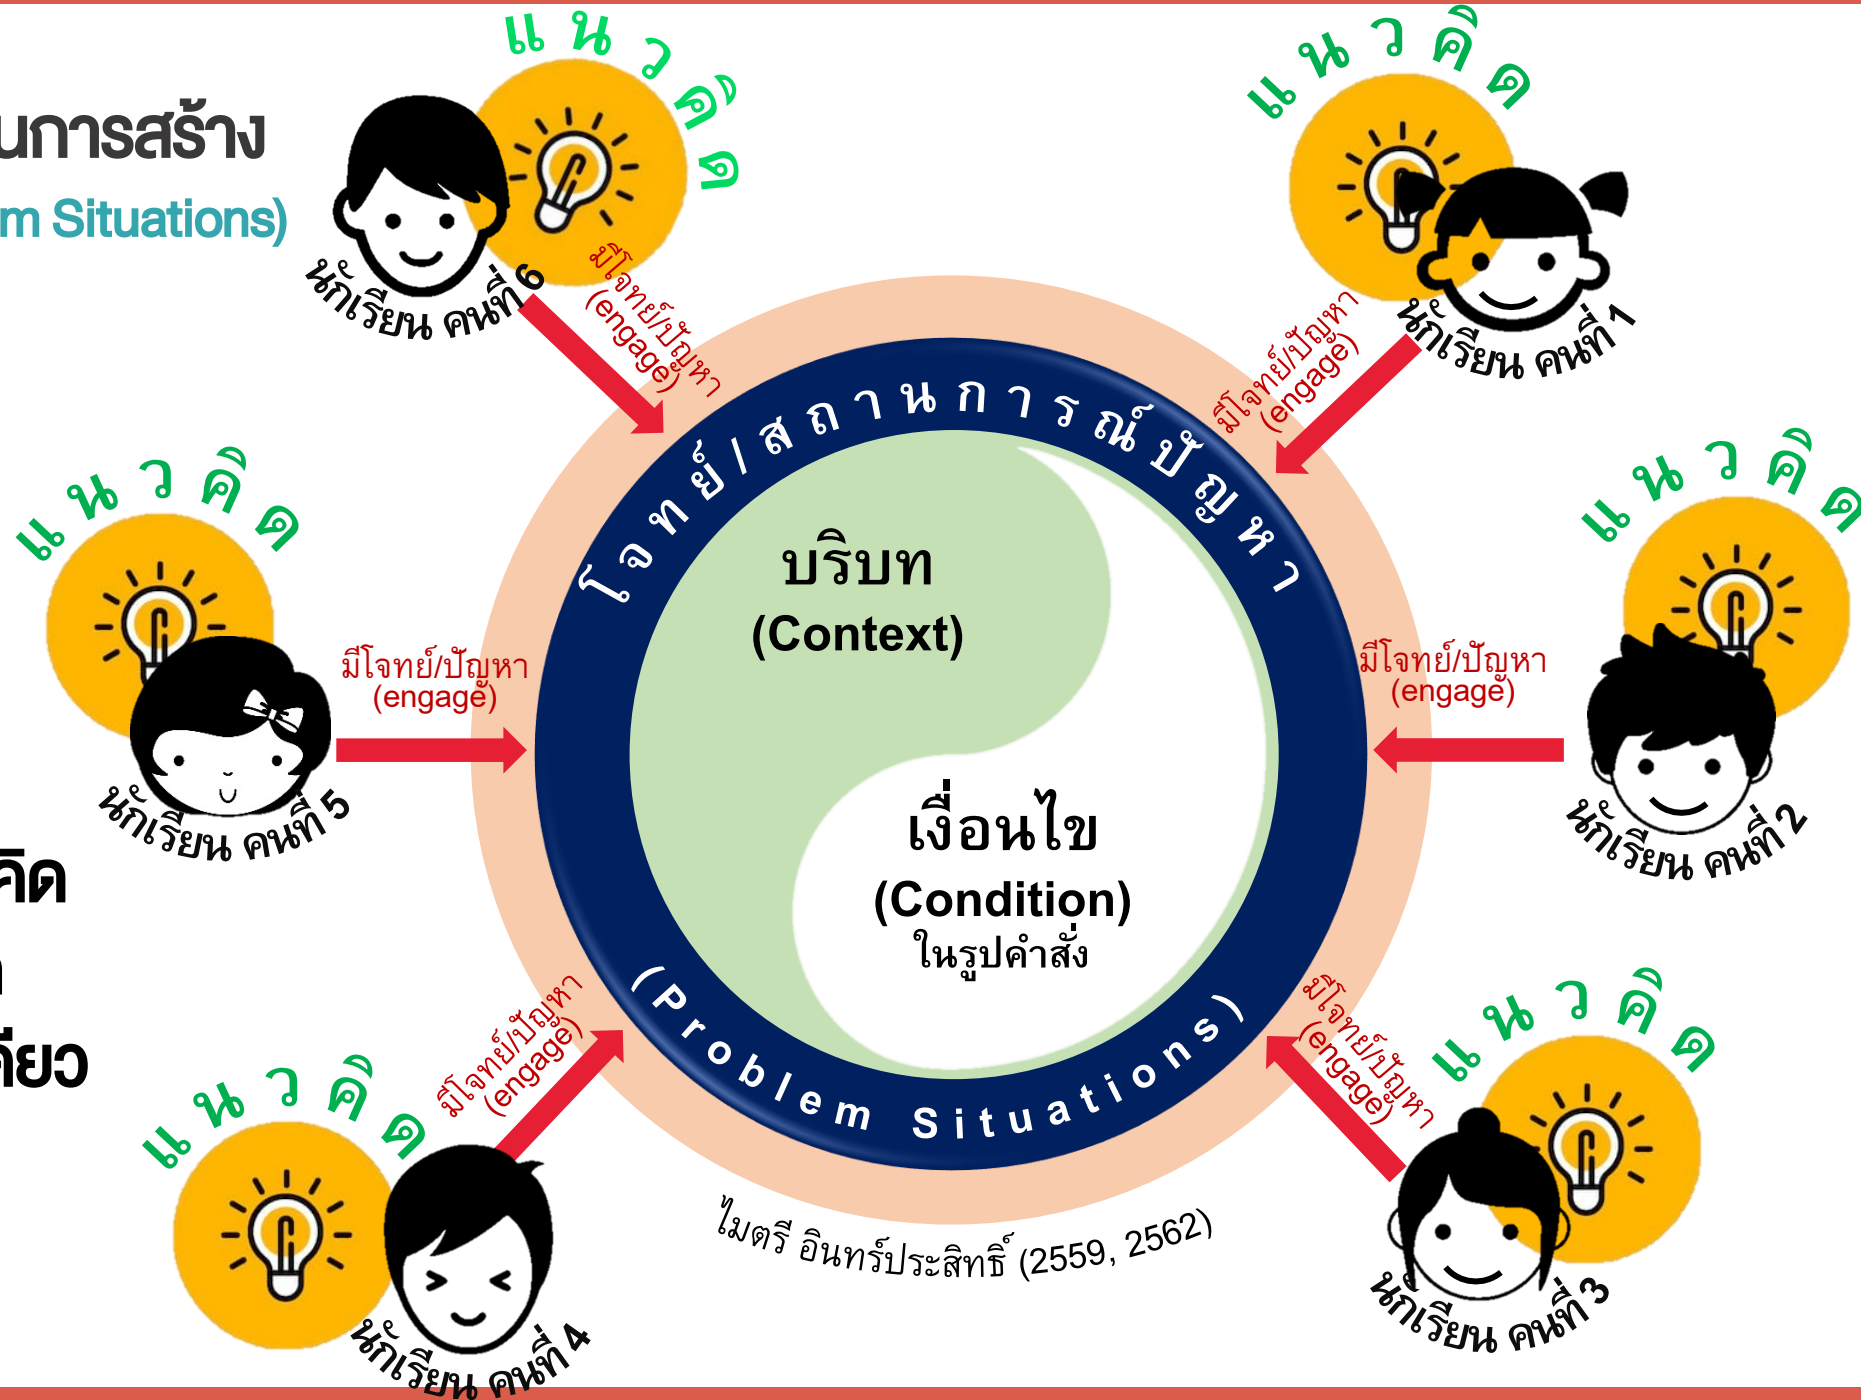 นการสร้าง
m Situations)
แนวคิด
นักเรียน คนที่ 6
มีโจทย์/ปัญหา
(engage)
แนวคิด
นักเรียน คนที่ 1
มีโจทย์/ปัญหา
(engage)
โจทย์/สถานการณ์ปัญหา
บริบท
(Context)
เงื่อนไข
(Condition)
ในรูปคำสั่ง
(Problem Situations)
แนวคิด
นักเรียน คนที่ 5
มีโจทย์/ปัญหา
(engage)
แนวคิด
นักเรียน คนที่ 2
มีโจทย์/ปัญหา
(engage)
คิด
ดียว
แนวคิด
นักเรียน คนที่ 4
มีโจทย์/ปัญหา
(engage)
แนวคิด
นักเรียน คนที่ 3
มีโจทย์/ปัญหา
(engage)
ไมตรี อินทร์ประสิทธิ์ (2559, 2562)